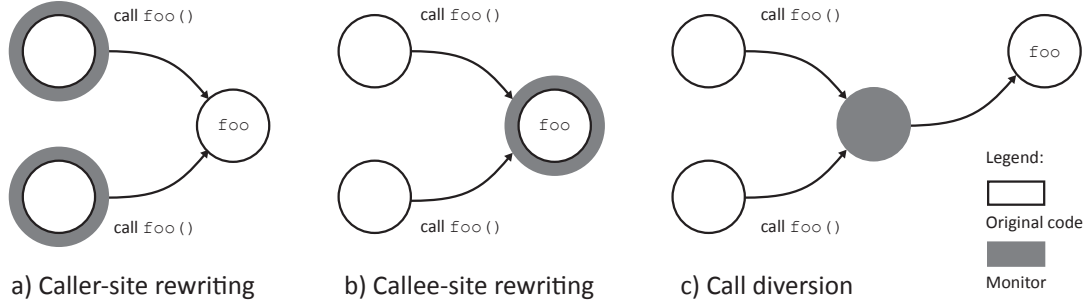 call foo()
foo
call foo()
a) Caller-site rewriting
call foo()
foo
call foo()
b) Callee-site rewriting
call foo()
foo
call foo()
c) Call diversion
Legend:
Original code
Monitor